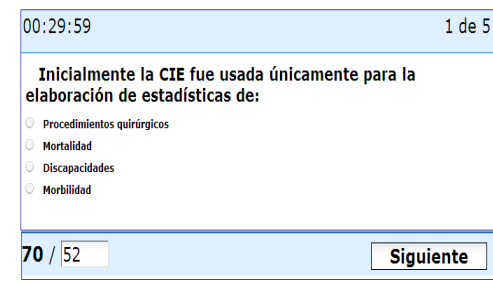 00:29:59 1 de 5
Inicialmente la CIE fue usada únicamente para la
elaboración de estadísticas de:
Procedimientos quirúrgicos
Mortalidad
Discapacidades
Morbilidad
70 / 52 Siguiente